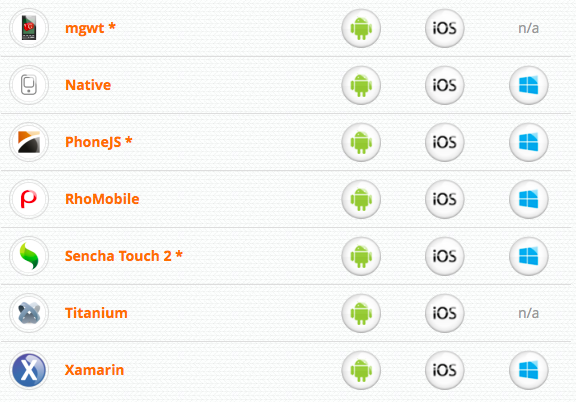 mgwt * iOS n/a
Native iOS
PhoneJS * iOS
RhoMobile iOS
Sencha Touch 2 * iOS
Titanium iOS n/a
X Xamarin iOS